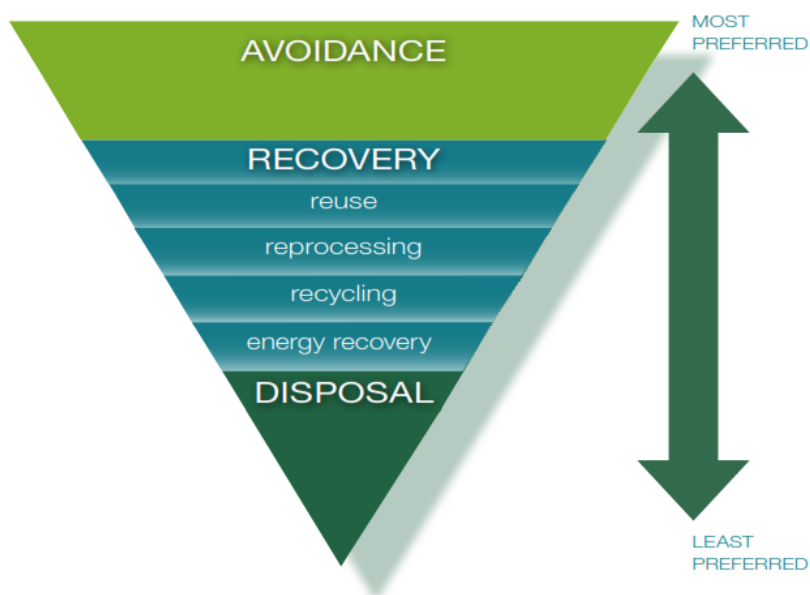 AVOIDANCE
MOST
PREFERRED
RECOVERY
reuse
reprocessing
recycling
energy recovery
DISPOSAL
LEAST
PREFERRED